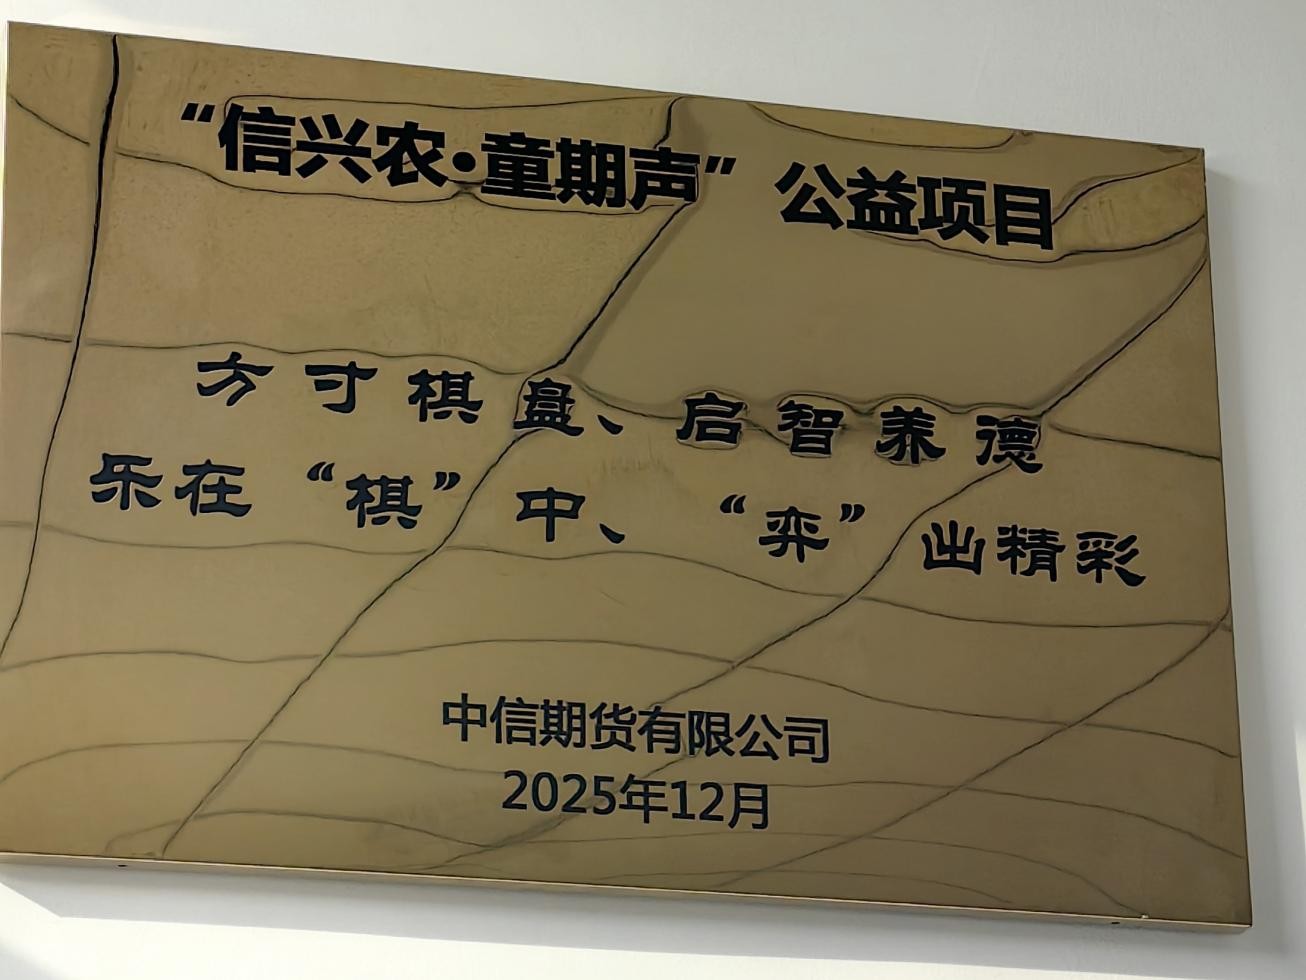 “信兴农·童期声”公益项目
方寸棋盘、启智养德
乐在“棋”中、“弈”出精彩
中信期货有限公司
2025年12月